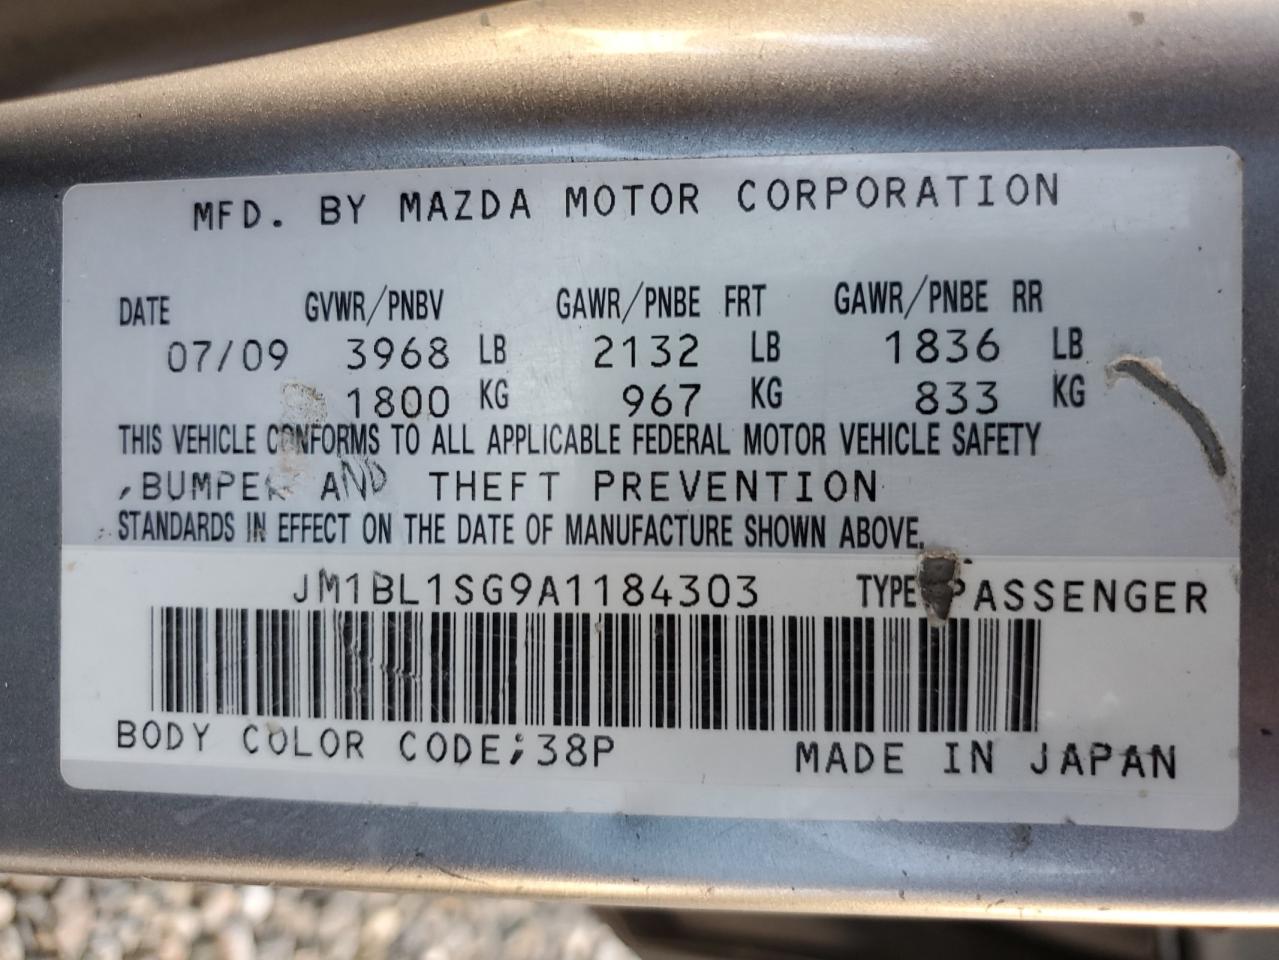 MFD. BY MAZDA MOTOR CORPORATION
DATE GVWR/PNBV GAWR/PNBE FRT GAWR/PNBE RR
07/09 3968 LB 2132 LB 1836 LB
1800 KG 967 KG 833 KG
THIS VEHICLE CONFORMS TO ALL APPLICABLE FEDERAL MOTOR VEHICLE SAFETY
,BUMPER AND THEFT PREVENTION
STANDARDS IN EFFECT ON THE DATE OF MANUFACTURE SHOWN ABOVE.
JM1BL1SG9A1184303 TYPE PASSENGER
BODY COLOR CODE;38P MADE IN JAPAN